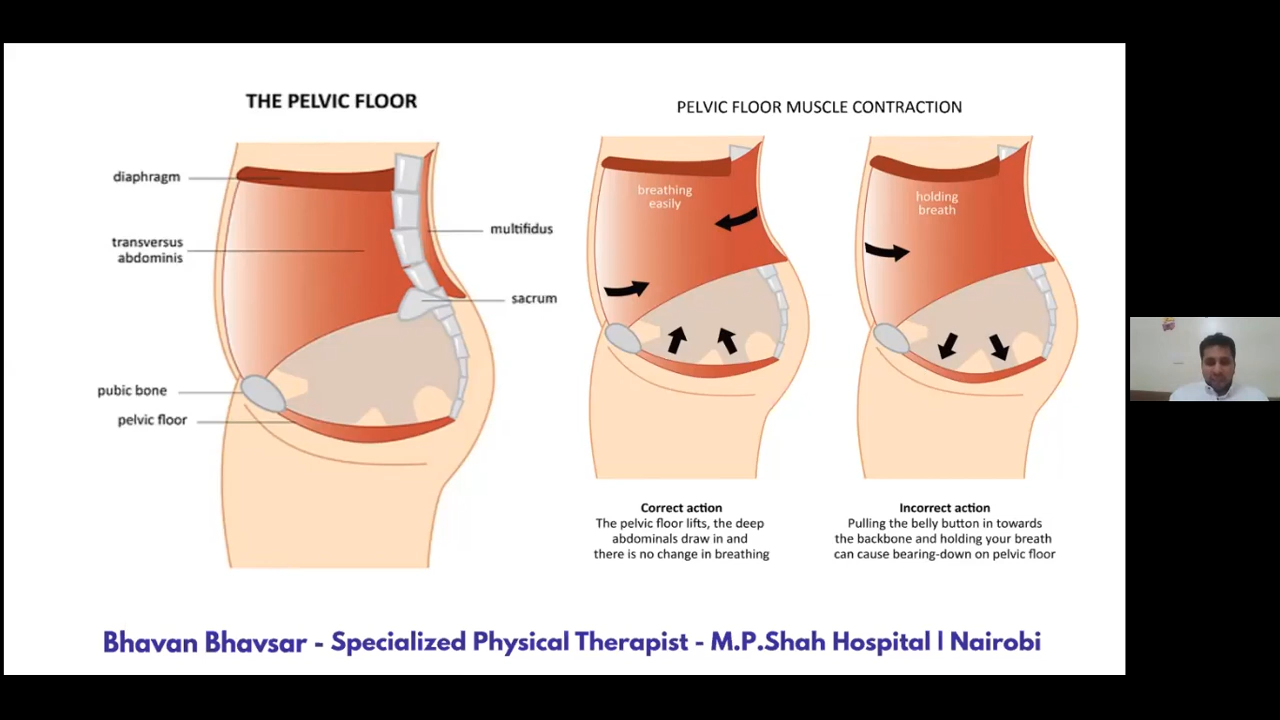 THE PELVIC FLOOR
diaphragm
transversus
abdominis
multifidus
sacrum
pubic bone
pelvic floor
PELVIC FLOOR MUSCLE CONTRACTION
breathing
easily
holding
breath
Correct action
The pelvic floor lifts, the deep
abdominals draw in and
there is no change in breathing
Incorrect action
Pulling the belly button in towards
the backbone and holding your breath
can cause bearing-down on pelvic floor
Bhavan Bhavsar - Specialized Physical Therapist - M.P.Shah Hospital | Nairobi